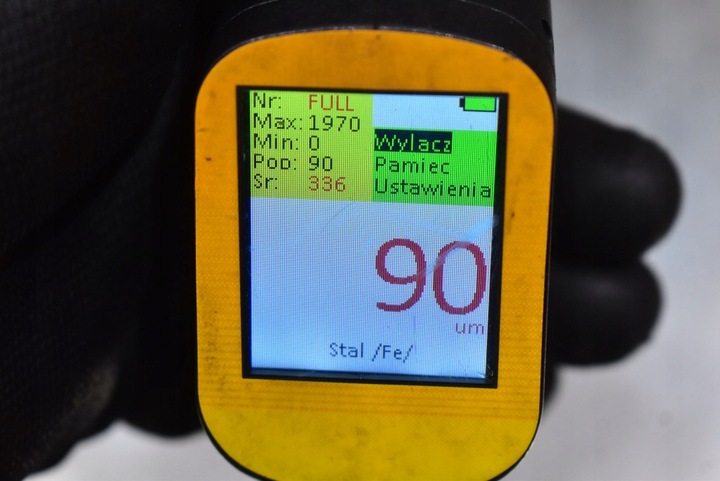 Nr: FULL
Max: 1970
Min: 0
Pop: 90
Sr: 336
Wylacz
Pamiec
Ustawienia
90
um
Stal /Fe/